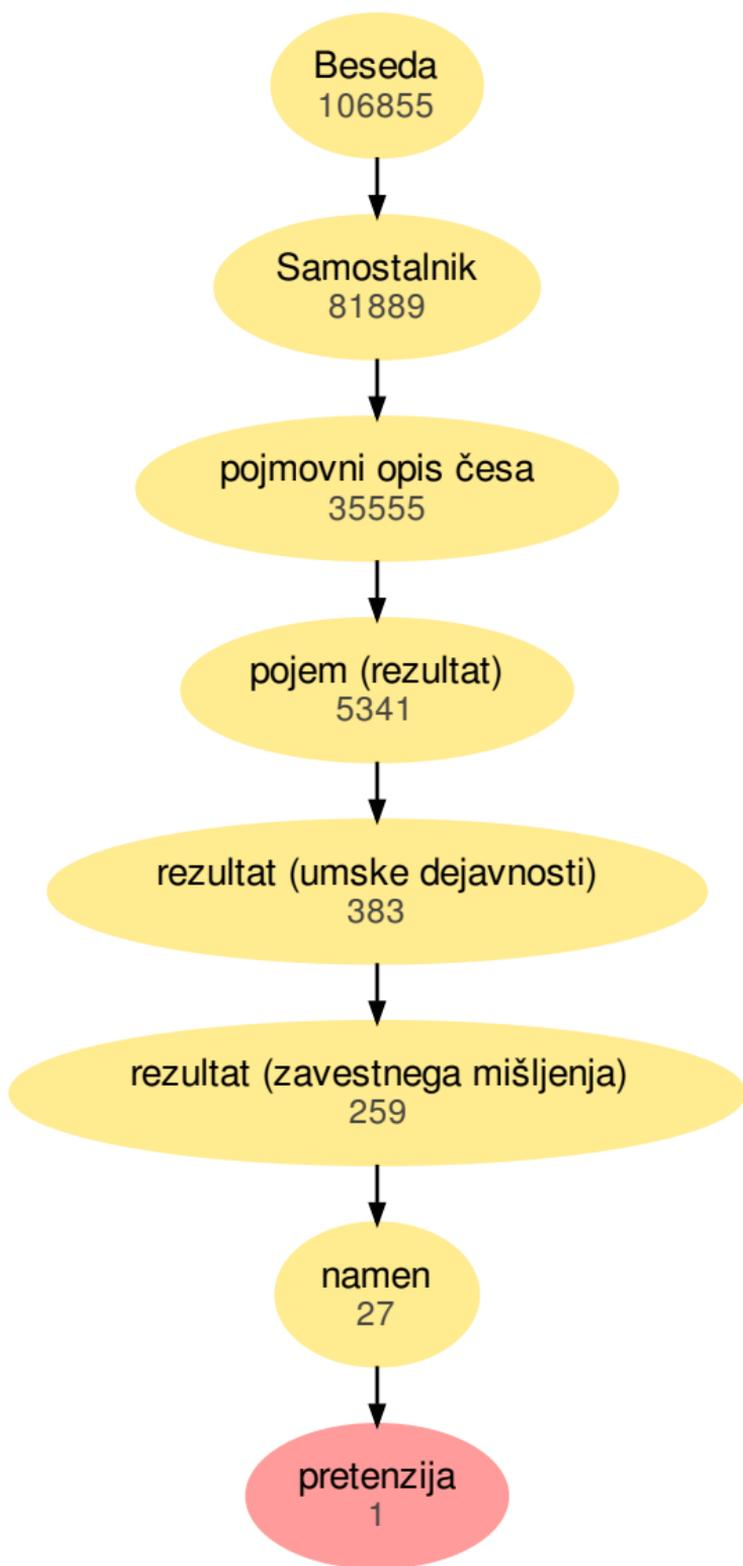 Beseda
106855
Samostalnik
81889
pojmovni opis česa
35555
pojem (rezultat)
5341
rezultat (umske dejavnosti)
383
rezultat (zavestnega mišljenja)
259
namen
27
pretenzija
1